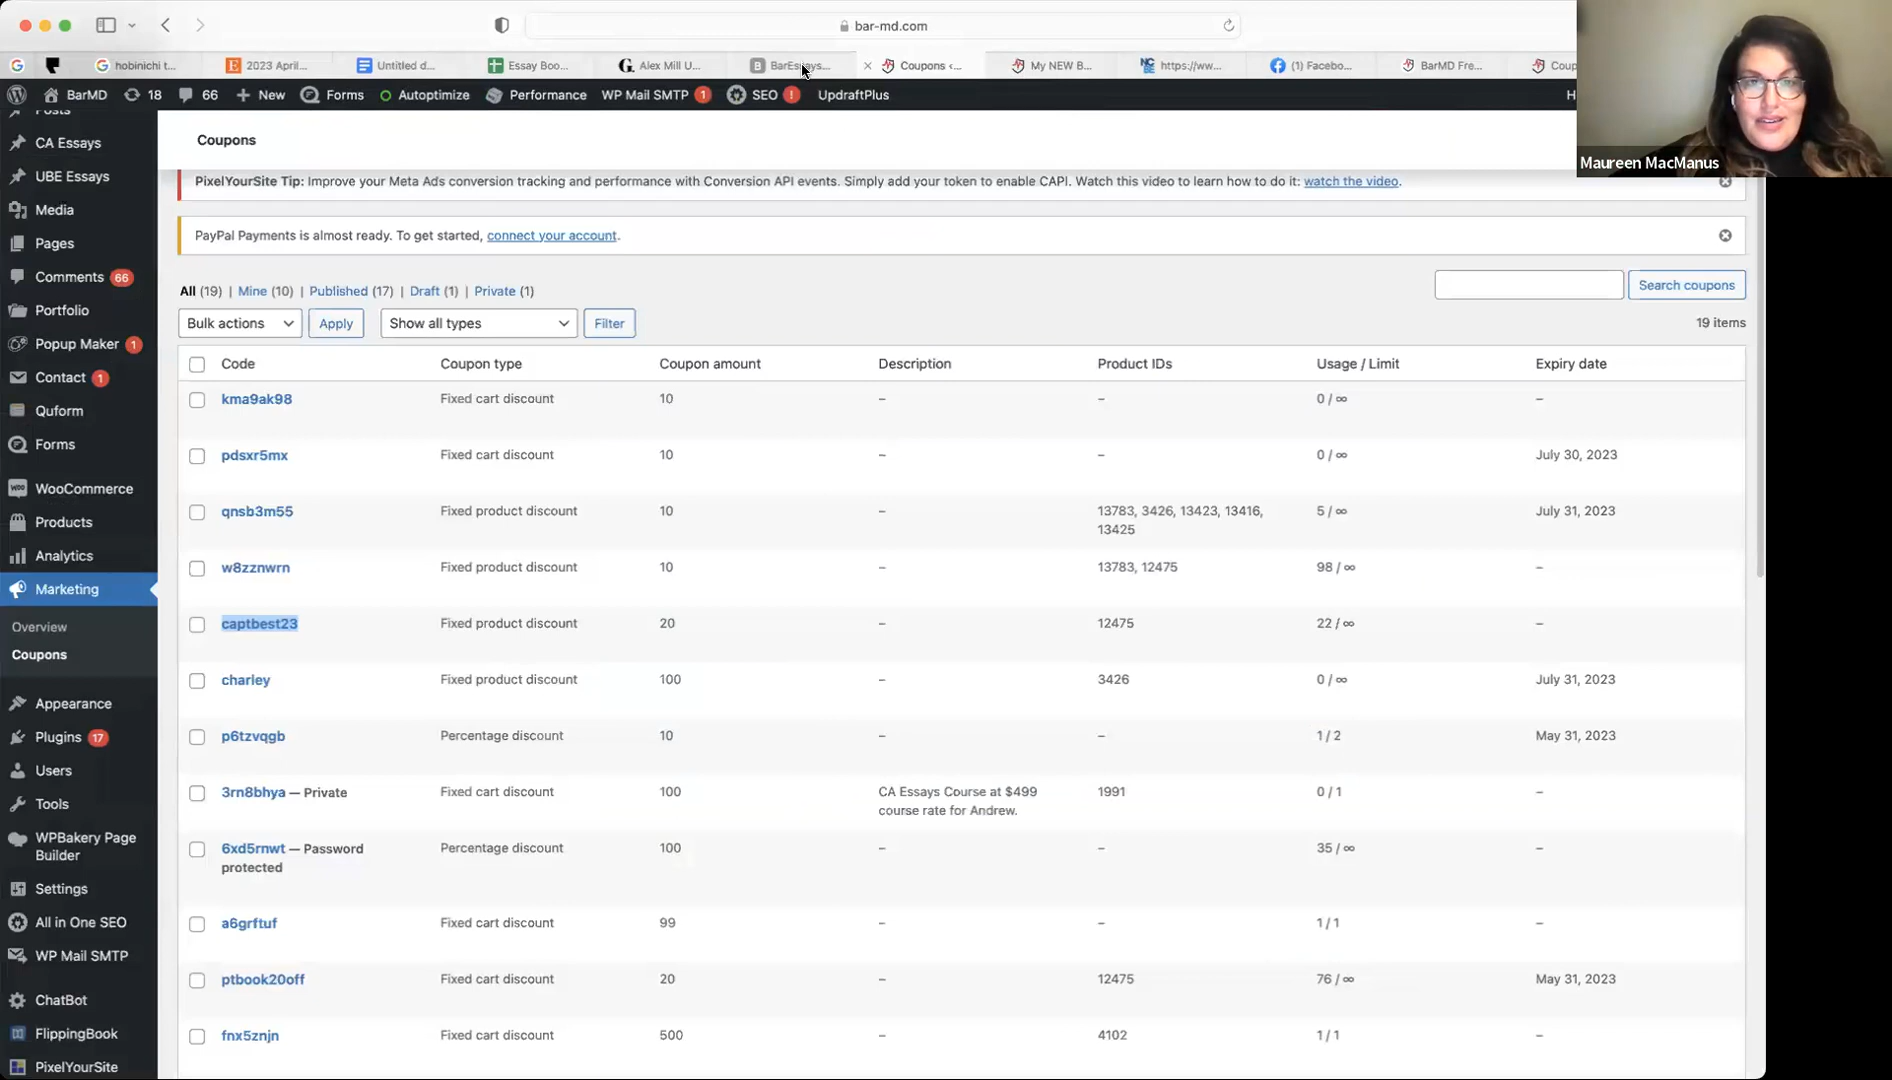 bar-md.com
hobinichi t...
2023 April...
Untitled d...
Essay Boo...
Alex Mill U...
BarEssays...
Coupons ‹...
My NEW B...
https://ww...
(1) Facebo...
BarMD Fre...
Coup
BarMD
18
66
New
Forms
Autoptimize
Performance
WP Mail SMTP 1
SEO !
UpdraftPlus
H
Maureen MacManus
Posts
CA Essays
UBE Essays
Media
Pages
Comments 66
Portfolio
Popup Maker 1
Contact 1
Quform
Forms
WooCommerce
Products
Analytics
Marketing
Overview
Coupons
Appearance
Plugins 17
Users
Tools
WPBakery Page
Builder
Settings
All in One SEO
WP Mail SMTP
ChatBot
FlippingBook
PixelYourSite
Coupons
PixelYourSite Tip: Improve your Meta Ads conversion tracking and performance with Conversion API events. Simply add your token to enable CAPI. Watch this video to learn how to do it: watch the video.
PayPal Payments is almost ready. To get started, connect your account.
All (19) | Mine (10) | Published (17) | Draft (1) | Private (1)
Search coupons
Bulk actions Apply Show all types Filter
19 items
Code Coupon type Coupon amount Description Product IDs Usage / Limit Expiry date
kma9ak98 Fixed cart discount 10 – – 0 / ∞ –
pdsxr5mx Fixed cart discount 10 – – 0 / ∞ July 30, 2023
qnsb3m55 Fixed product discount 10 – 13783, 3426, 13423, 13416, 5 / ∞ July 31, 2023
13425
w8zznwrn Fixed product discount 10 – 13783, 12475 98 / ∞ –
captbest23 Fixed product discount 20 – 12475 22 / ∞ –
charley Fixed product discount 100 – 3426 0 / ∞ July 31, 2023
p6tzvqgb Percentage discount 10 – – 1 / 2 May 31, 2023
3rn8bhya — Private Fixed cart discount 100 CA Essays Course at $499 1991 0 / 1 –
course rate for Andrew.
6xd5rnwt — Password Percentage discount 100 – – 35 / ∞ –
protected
a6grftuf Fixed cart discount 99 – – 1 / 1 –
ptbook20off Fixed cart discount 20 – 12475 76 / ∞ May 31, 2023
fnx5znjn Fixed cart discount 500 – 4102 1 / 1 –